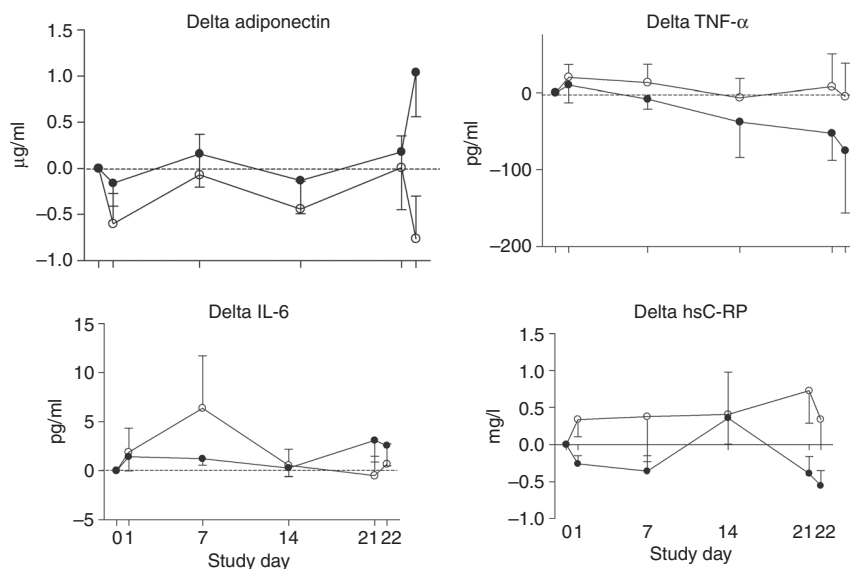 Delta adiponectin
1.5
1.0
0.5
0.0
−0.5
−1.0
µg/ml
Delta TNF-α
0
−100
−200
pg/ml
Delta IL-6
15
10
5
0
−5
pg/ml
0 1 7 14 21 22
Study day
Delta hsC-RP
1.5
1.0
0.5
0.0
−0.5
−1.0
mg/l
0 1 7 14 21 22
Study day